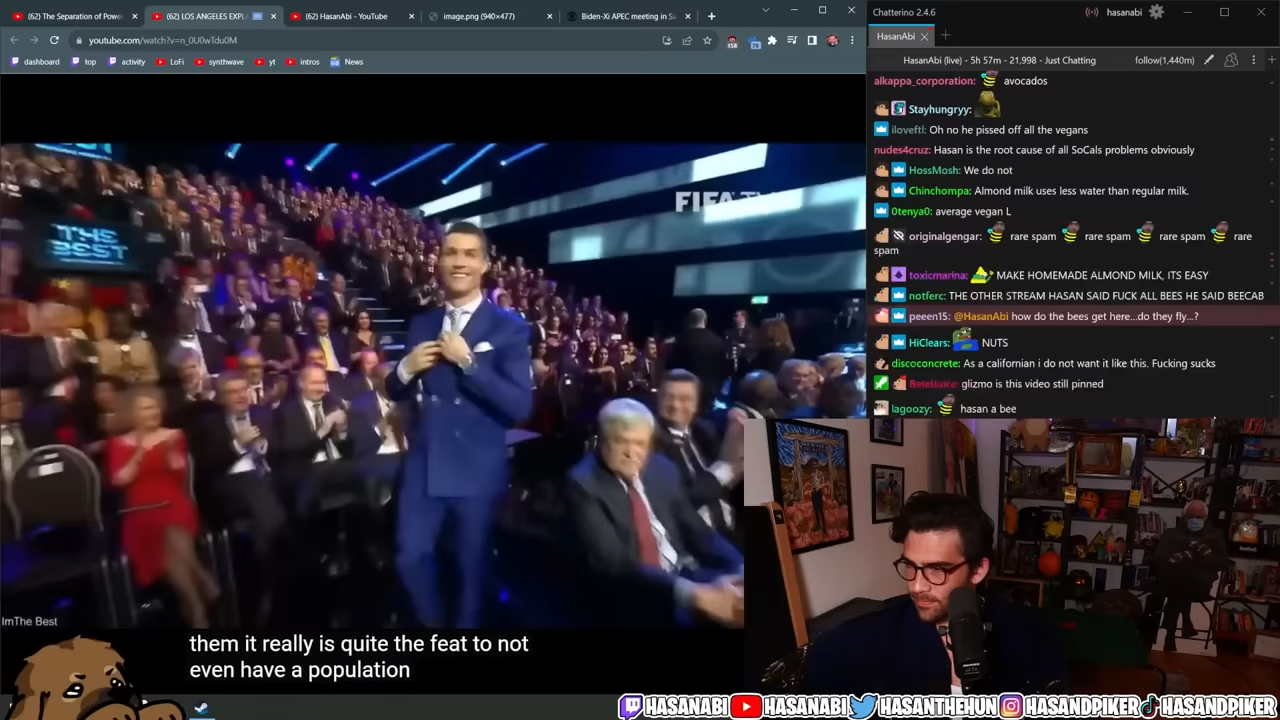 (62) The Separation of Power
(62) LOS ANGELES EXPL
(62) HasanAbi - YouTube
image.png (940×477)
Biden-Xi APEC meeting in Sa
youtube.com/watch?v=n_0U0wTdu0M
158
dashboard
top
activity
LoFi
synthwave
yt
intros
News
FIFA TV
THE
BEST
ImThe Best
them it really is quite the feat to not
even have a population
Chatterino 2.4.6
hasanabi
HasanAbi
HasanAbi (live) - 5h 57m - 21,998 - Just Chatting
follow(1,440m)
alkappa_corporation: avocados
Stayhungryy:
iloveftl: Oh no he pissed off all the vegans
nudes4cruz: Hasan is the root cause of all SoCals problems obviously
HossMosh: We do not
Chinchompa: Almond milk uses less water than regular milk.
0tenya0: average vegan L
originalgengar: rare spam rare spam rare spam rare
spam
toxicmarina: MAKE HOMEMADE ALMOND MILK, ITS EASY
notferc: THE OTHER STREAM HASAN SAID FUCK ALL BEES HE SAID BEECAB
peeen15: @HasanAbi how do the bees get here...do they fly...?
HiClears: NUTS
discoconcrete: As a californian i do not want it like this. Fucking sucks
glizmo is this video still pinned
lagoozy: hasan a bee
HASANABI HASANABI HASANTHEHUN HASANDPIKER HASANDPIKER